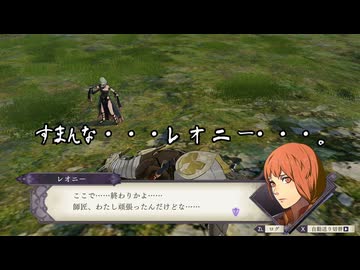 すまんな・・・レオニー・・・。
レオニー
ここで……終わりかよ……
師匠、わたし頑張ったんだけどな……
ZL ログ X 自動送り切替